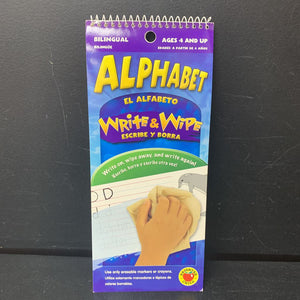 BILINGUAL
BILINGÜE
AGES 4 AND UP
EDADES A PARTIR DE 4 AÑOS
ALPHABET
EL ALFABETO
WRITE & WIPE
ESCRIBE Y BORRA
Write on, wipe away, and write again!
Escribe, borra y ¡escribe otra vez!
D
Use only erasable markers or crayons.
Utiliza solamente marcadores o lápices de
colores borrables.